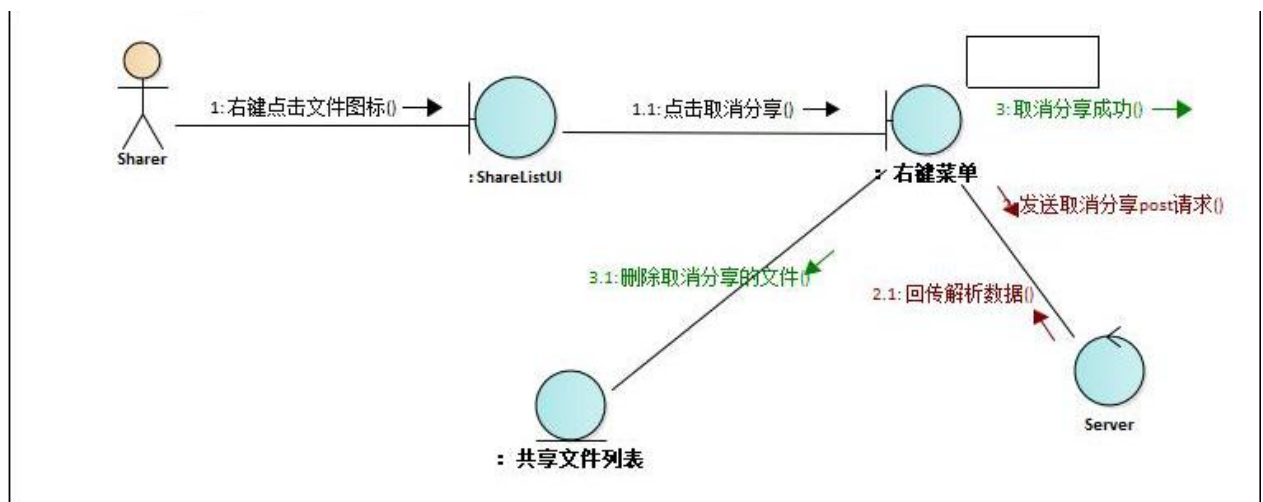 1: 右键点击文件图标()
1.1: 点击取消分享()
3: 取消分享成功()
Sharer
: ShareListUI
: 右键菜单
发送取消分享post请求()
3.1: 删除取消分享的文件()
2.1: 回传解析数据()
Server
: 共享文件列表